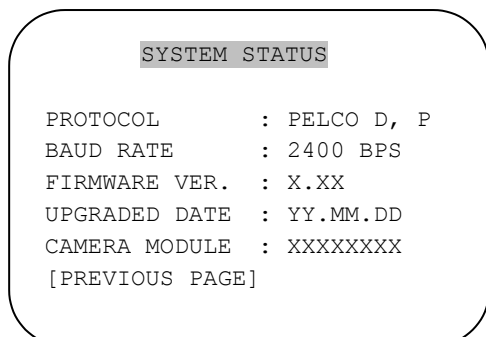 SYSTEM STATUS
PROTOCOL : PELCO D, P
BAUD RATE : 2400 BPS
FIRMWARE VER. : X.XX
UPGRADED DATE : YY.MM.DD
CAMERA MODULE : XXXXXXXX
[PREVIOUS PAGE]